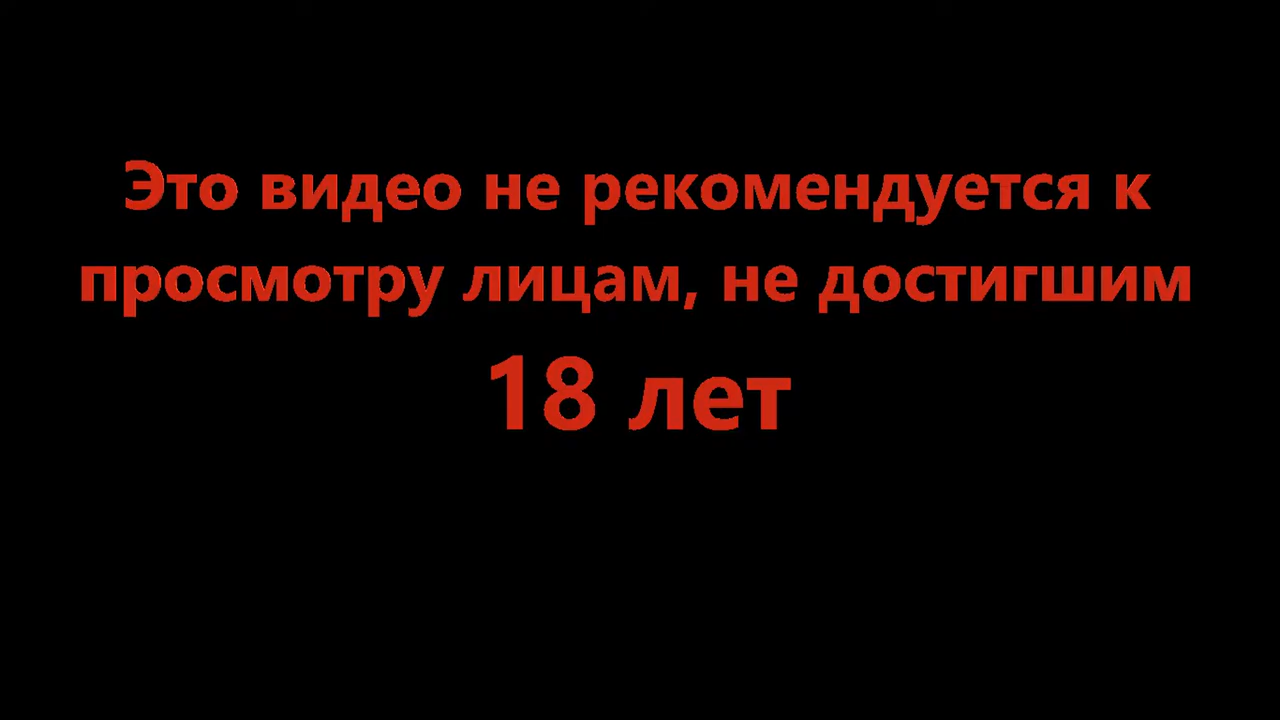 Это видео не рекомендуется к
просмотру лицам, не достигшим
18 лет